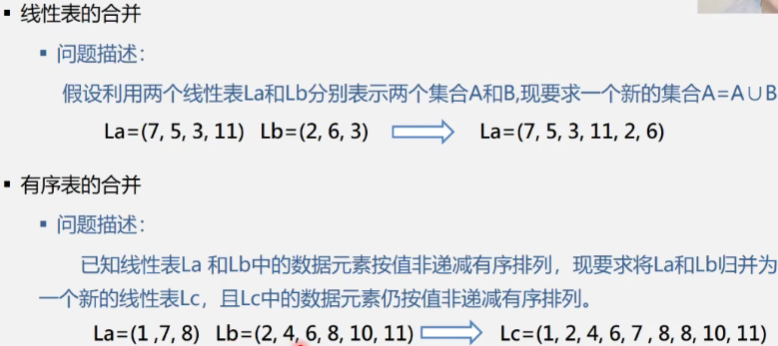 ▪ 线性表的合并
▪ 问题描述：
假设利用两个线性表La和Lb分别表示两个集合A和B,现要求一个新的集合A=A∪B
La=(7, 5, 3, 11) Lb=(2, 6, 3) La=(7, 5, 3, 11, 2, 6)
▪ 有序表的合并
▪ 问题描述：
已知线性表La 和Lb中的数据元素按值非递减有序排列，现要求将La和Lb归并为
一个新的线性表Lc，且Lc中的数据元素仍按值非递减有序排列。
La=(1 ,7, 8) Lb=(2, 4, 6, 8, 10, 11) Lc=(1, 2, 4, 6, 7 , 8, 8, 10, 11)